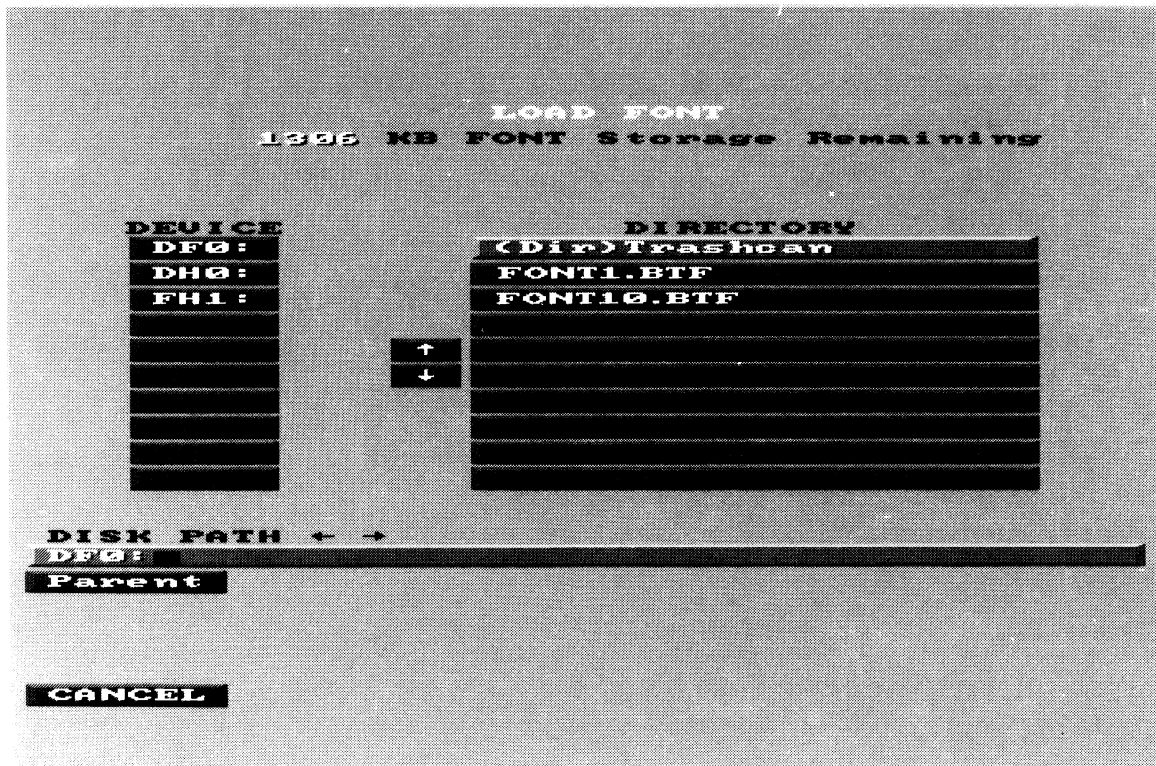 LOAD FONT
1306 KB FONT Storage Remaining
DEVICE
DF0:
DH0:
FH1:
DIRECTORY
(Dir)Trashcan
FONT1.BTF
FONT10.BTF
↑
↓
DISK PATH ← →
DF0:
Parent
CANCEL